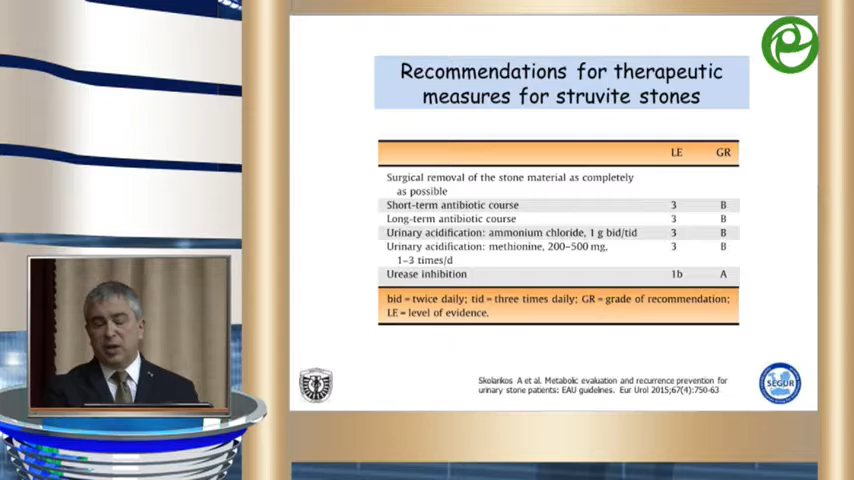 Recommendations for therapeutic
measures for struvite stones
LE GR
Surgical removal of the stone material as completely
as possible
Short-term antibiotic course 3 B
Long-term antibiotic course 3 B
Urinary acidification: ammonium chloride, 1 g bid/tid 3 B
Urinary acidification: methionine, 200–500 mg, 3 B
1–3 times/d
Urease inhibition 1b A
bid = twice daily; tid = three times daily; GR = grade of recommendation;
LE = level of evidence.
Skolarikos A et al. Metabolic evaluation and recurrence prevention for
urinary stone patients: EAU guidelines. Eur Urol 2015;67(4):750-63
SEGUR